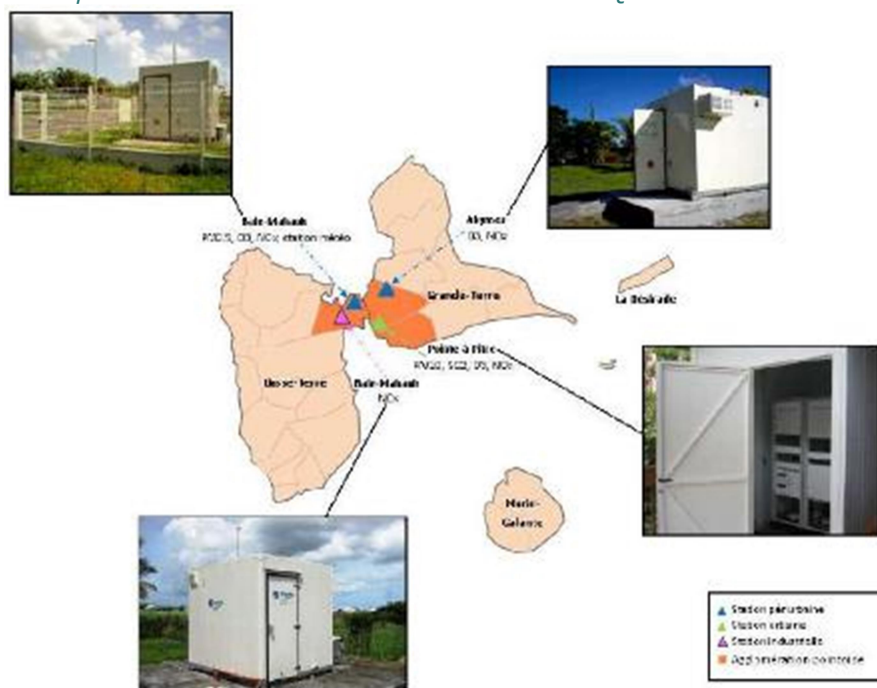 Baie-Mahault
PM2.5, O3, NOx, station météo
Abymes
O3, NOx
Grande-Terre
La Désirade
Pointe à Pitre
PM10, SO2, O3, NOx
Basse-Terre
Baie-Mahault
NOx
Marie-
Galante
Station périurbaine
Station urbaine
Station industrielle
Agglomération pointoise